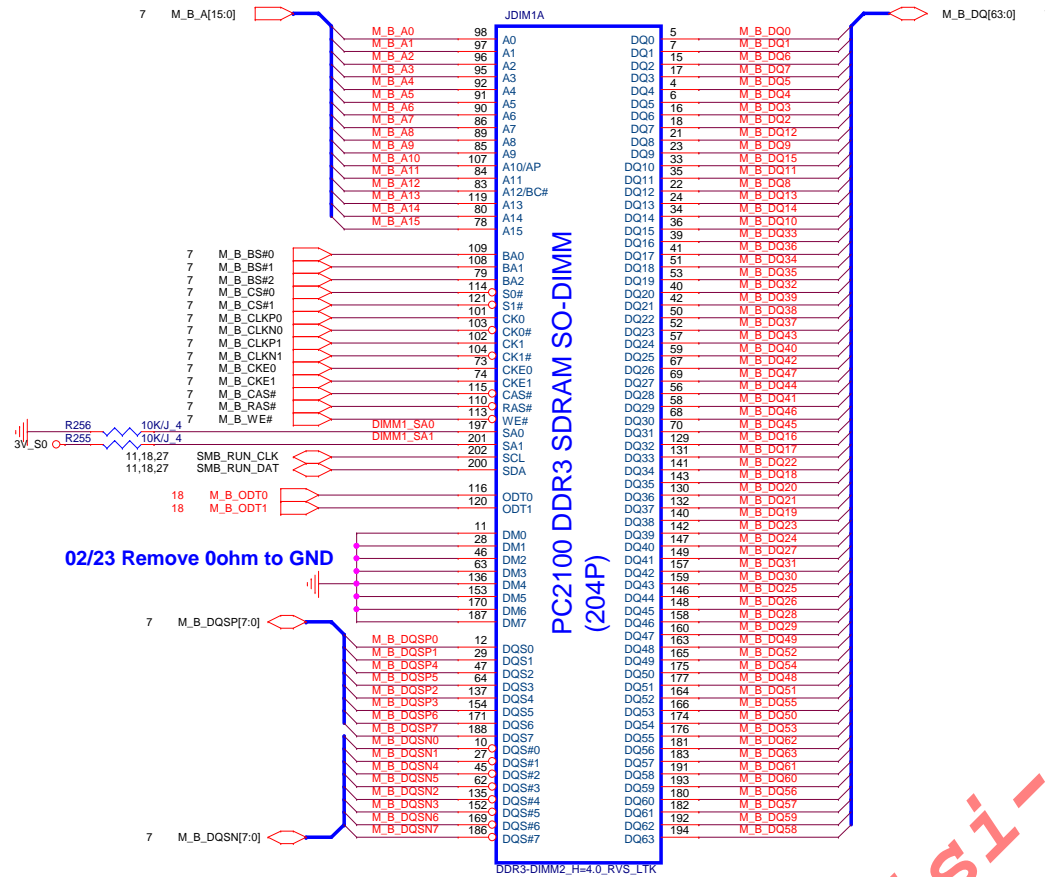 7 M_B_A[15:0] JDIM1A M_B_DQ[63:0]
M_B_A0 98 A0 DQ0 5 M_B_DQ0
M_B_A1 97 A1 DQ1 7 M_B_DQ1
M_B_A2 96 A2 DQ2 15 M_B_DQ6
M_B_A3 95 A3 DQ3 17 M_B_DQ7
M_B_A4 92 A4 DQ4 4 M_B_DQ5
M_B_A5 91 A5 DQ5 6 M_B_DQ4
M_B_A6 90 A6 DQ6 16 M_B_DQ3
M_B_A7 86 A7 DQ7 18 M_B_DQ2
M_B_A8 89 A8 DQ8 21 M_B_DQ12
M_B_A9 85 A9 DQ9 23 M_B_DQ9
M_B_A10 107 A10/AP DQ10 33 M_B_DQ15
M_B_A11 84 A11 DQ11 35 M_B_DQ11
M_B_A12 83 A12/BC# DQ12 22 M_B_DQ8
M_B_A13 119 A13 DQ13 24 M_B_DQ13
M_B_A14 80 A14 DQ14 34 M_B_DQ14
M_B_A15 78 A15 DQ15 36 M_B_DQ10
DQ16 39 M_B_DQ33
7 M_B_BS#0 109 BA0 DQ17 41 M_B_DQ36
7 M_B_BS#1 108 BA1 DQ18 51 M_B_DQ34
7 M_B_BS#2 79 BA2 DQ19 53 M_B_DQ35
7 M_B_CS#0 114 S0# DQ20 40 M_B_DQ32
7 M_B_CS#1 121 S1# DQ21 42 M_B_DQ39
7 M_B_CLKP0 101 CK0 DQ22 50 M_B_DQ38
7 M_B_CLKN0 103 CK0# DQ23 52 M_B_DQ37
7 M_B_CLKP1 102 CK1 DQ24 57 M_B_DQ43
7 M_B_CLKN1 104 CK1# DQ25 59 M_B_DQ40
7 M_B_CKE0 73 CKE0 DQ26 67 M_B_DQ42
7 M_B_CKE1 74 CKE1 DQ27 69 M_B_DQ47
7 M_B_CAS# 115 CAS# DQ28 56 M_B_DQ44
7 M_B_RAS# 110 RAS# DQ29 58 M_B_DQ41
7 M_B_WE# 113 WE# DQ30 68 M_B_DQ46
R256 10K/J_4 DIMM1_SA0 197 SA0 DQ31 70 M_B_DQ45
3V_S0 R255 10K/J_4 DIMM1_SA1 201 SA1 DQ32 129 M_B_DQ16
11,18,27 SMB_RUN_CLK 202 SCL DQ33 131 M_B_DQ17
11,18,27 SMB_RUN_DAT 200 SDA DQ34 141 M_B_DQ22
DQ35 143 M_B_DQ18
18 M_B_ODT0 116 ODT0 DQ36 130 M_B_DQ20
18 M_B_ODT1 120 ODT1 DQ37 132 M_B_DQ21
DQ38 140 M_B_DQ19
11 DM0 DQ39 142 M_B_DQ23
28 DM1 DQ40 147 M_B_DQ24
02/23 Remove 0ohm to GND
46 DM2 DQ41 149 M_B_DQ27
63 DM3 DQ42 157 M_B_DQ31
136 DM4 DQ43 159 M_B_DQ30
153 DM5 DQ44 146 M_B_DQ25
170 DM6 DQ45 148 M_B_DQ26
187 DM7 DQ46 158 M_B_DQ28
7 M_B_DQSP[7:0] DQ47 160 M_B_DQ29
M_B_DQSP0 12 DQS0 DQ48 163 M_B_DQ49
M_B_DQSP1 29 DQS1 DQ49 165 M_B_DQ52
M_B_DQSP4 47 DQS2 DQ50 175 M_B_DQ54
M_B_DQSP5 64 DQS3 DQ51 177 M_B_DQ48
M_B_DQSP2 137 DQS4 DQ52 164 M_B_DQ51
M_B_DQSP3 154 DQS5 DQ53 166 M_B_DQ55
M_B_DQSP6 171 DQS6 DQ54 174 M_B_DQ50
M_B_DQSP7 188 DQS7 DQ55 176 M_B_DQ53
M_B_DQSN0 10 DQS#0 DQ56 181 M_B_DQ62
M_B_DQSN1 27 DQS#1 DQ57 183 M_B_DQ63
M_B_DQSN4 45 DQS#2 DQ58 191 M_B_DQ61
M_B_DQSN5 62 DQS#3 DQ59 193 M_B_DQ60
M_B_DQSN2 135 DQS#4 DQ60 180 M_B_DQ56
M_B_DQSN3 152 DQS#5 DQ61 182 M_B_DQ57
M_B_DQSN6 169 DQS#6 DQ62 192 M_B_DQ59
7 M_B_DQSN[7:0] M_B_DQSN7 186 DQS#7 DQ63 194 M_B_DQ58
PC2100 DDR3 SDRAM SO-DIMM
(204P)
DDR3-DIMM2_H=4.0_RVS_LTK
si-